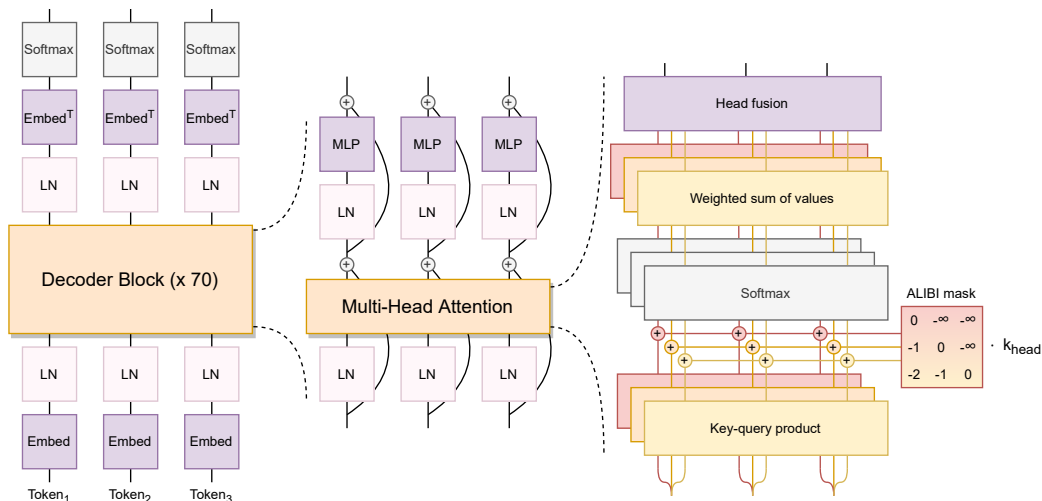 Softmax Softmax Softmax
Embed^T Embed^T Embed^T
LN LN LN
Decoder Block (x 70)
LN LN LN
Embed Embed Embed
Token₁ Token₂ Token₃
+ + +
MLP MLP MLP
LN LN LN
+ + +
Multi-Head Attention
LN LN LN
Head fusion
Weighted sum of values
Softmax
+ + +
+ + +
+ + +
Key-query product
ALIBI mask
0 -∞ -∞
-1 0 -∞
-2 -1 0
· k_head